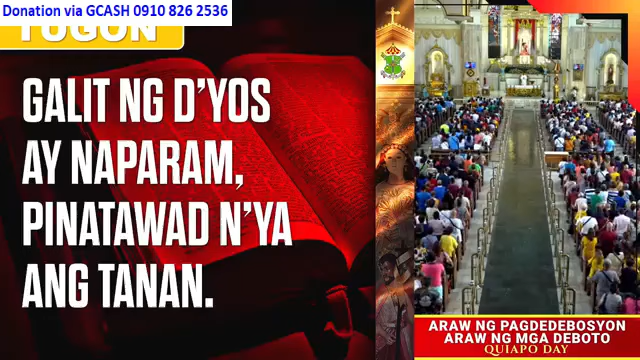 Donation via GCASH 0910 826 2536
TUGON
GALIT NG D'YOS
AY NAPARAM,
PINATAWAD N'YA
ANG TANAN.
ARAW NG PAGDEDEBOSYON
ARAW NG MGA DEBOTO
QUIAPO DAY